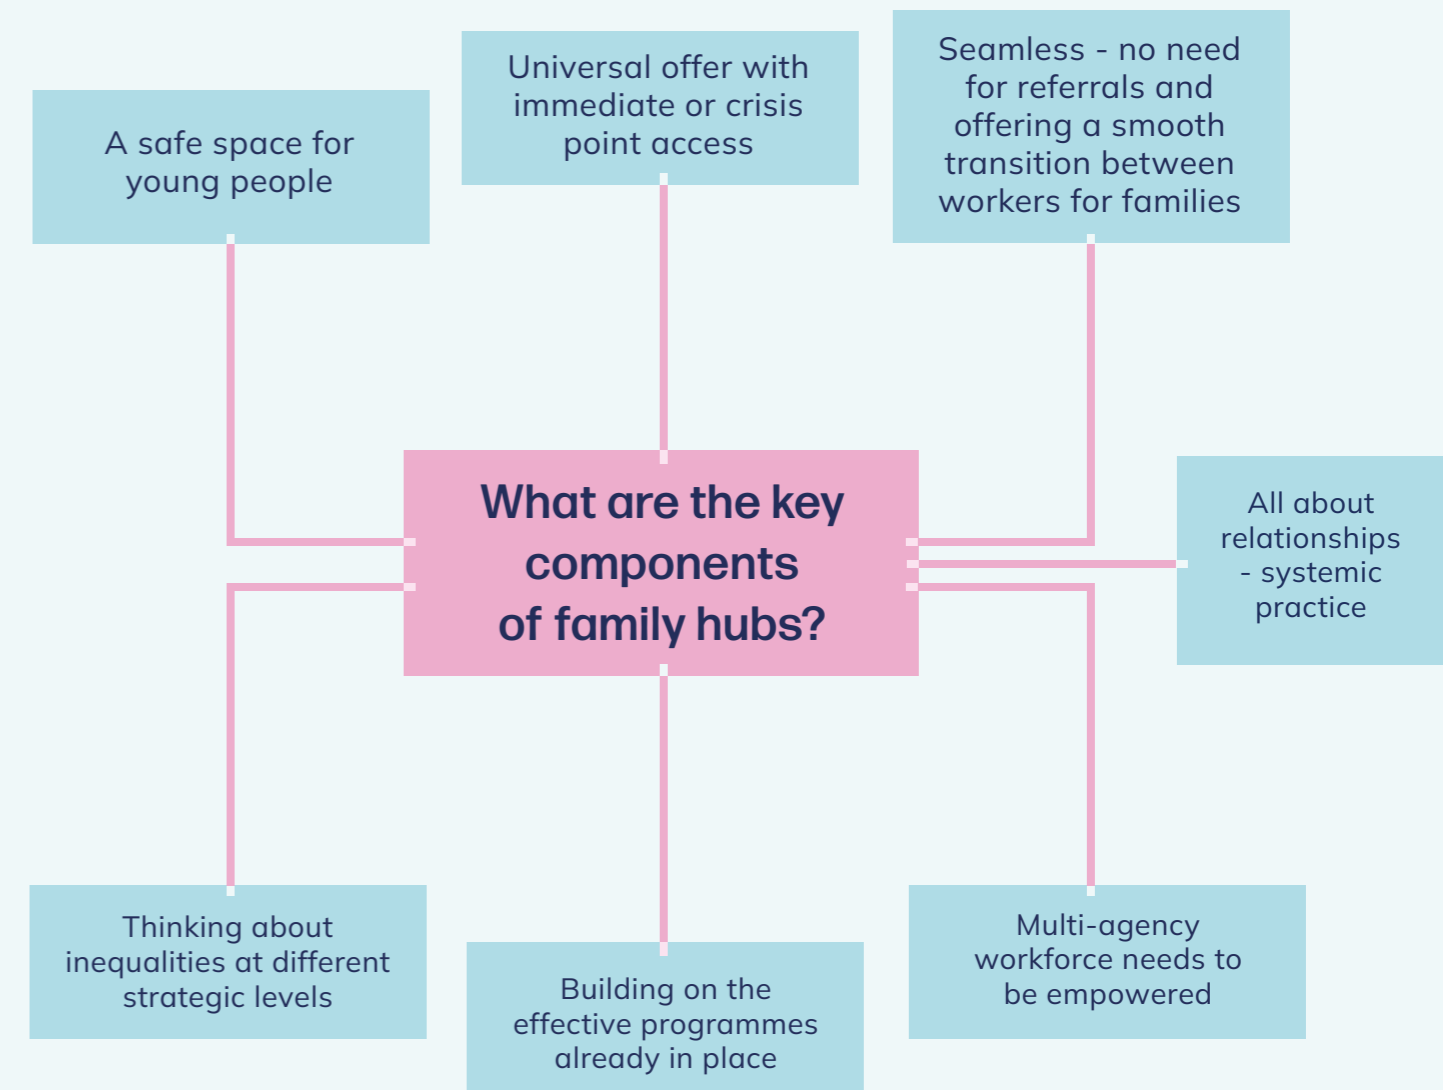 A safe space for
young people
Universal offer with
immediate or crisis
point access
Seamless - no need
for referrals and
offering a smooth
transition between
workers for families
What are the key
components
of family hubs?
All about
relationships
- systemic
practice
Thinking about
inequalities at different
strategic levels
Building on the
effective programmes
already in place
Multi-agency
workforce needs to
be empowered